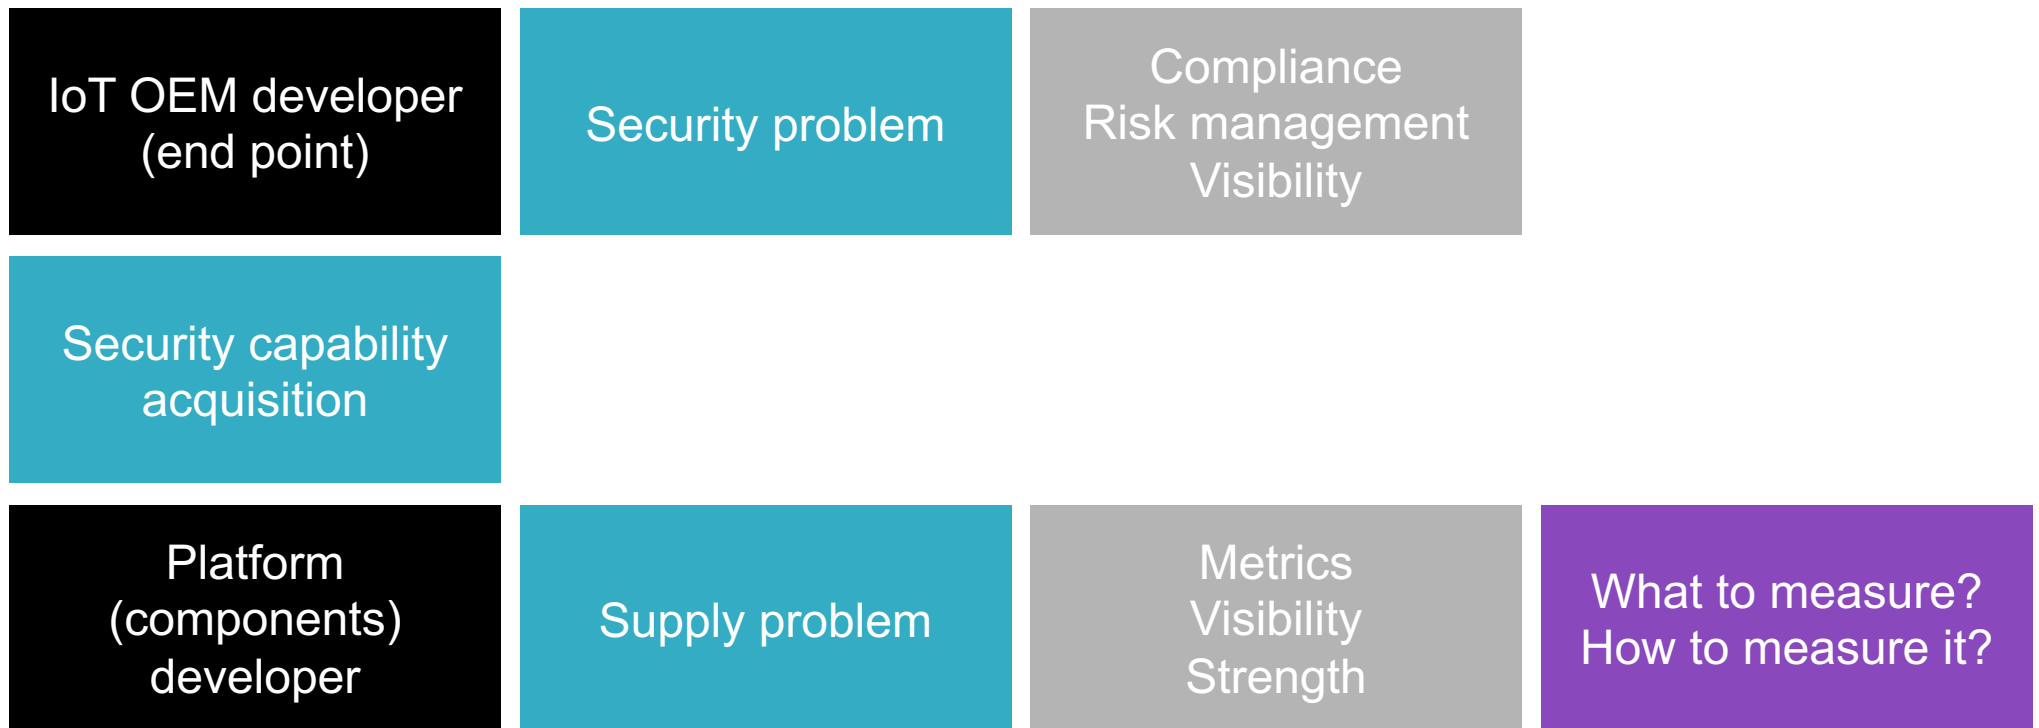 IoT OEM developer
(end point)
Security problem
Compliance
Risk management
Visibility
Security capability
acquisition
Platform
(components)
developer
Supply problem
Metrics
Visibility
Strength
What to measure?
How to measure it?